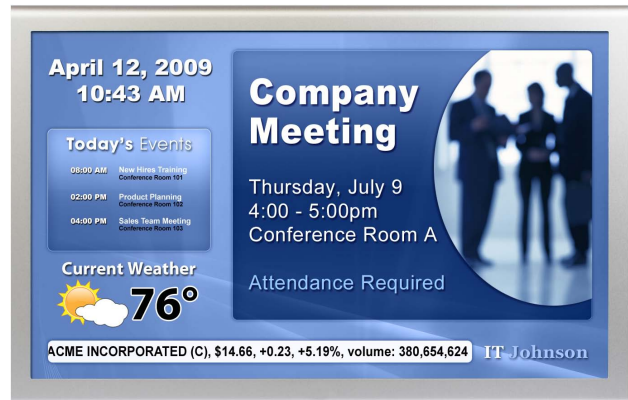 April 12, 2009
10:43 AM
Today's Events
08:00 AM New Hires Training
Conference Room 101
02:00 PM Product Planning
Conference Room 102
04:00 PM Sales Team Meeting
Conference Room 103
Current Weather
76°
Company
Meeting
Thursday, July 9
4:00 - 5:00pm
Conference Room A
Attendance Required
ACME INCORPORATED (C), $14.66, +0.23, +5.19%, volume: 380,654,624
IT Johnson